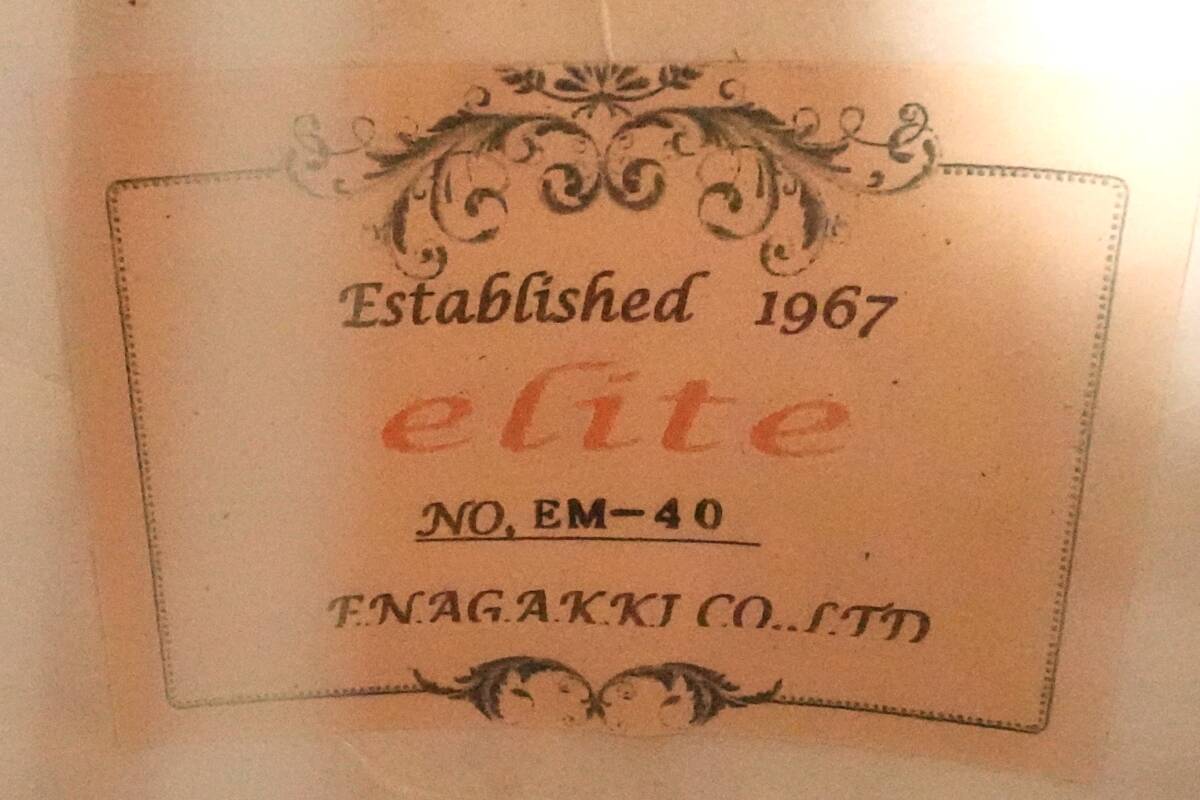 Established 1967
elite
NO, EM-40
F.N.AG.A.K.KI CO.,LTD